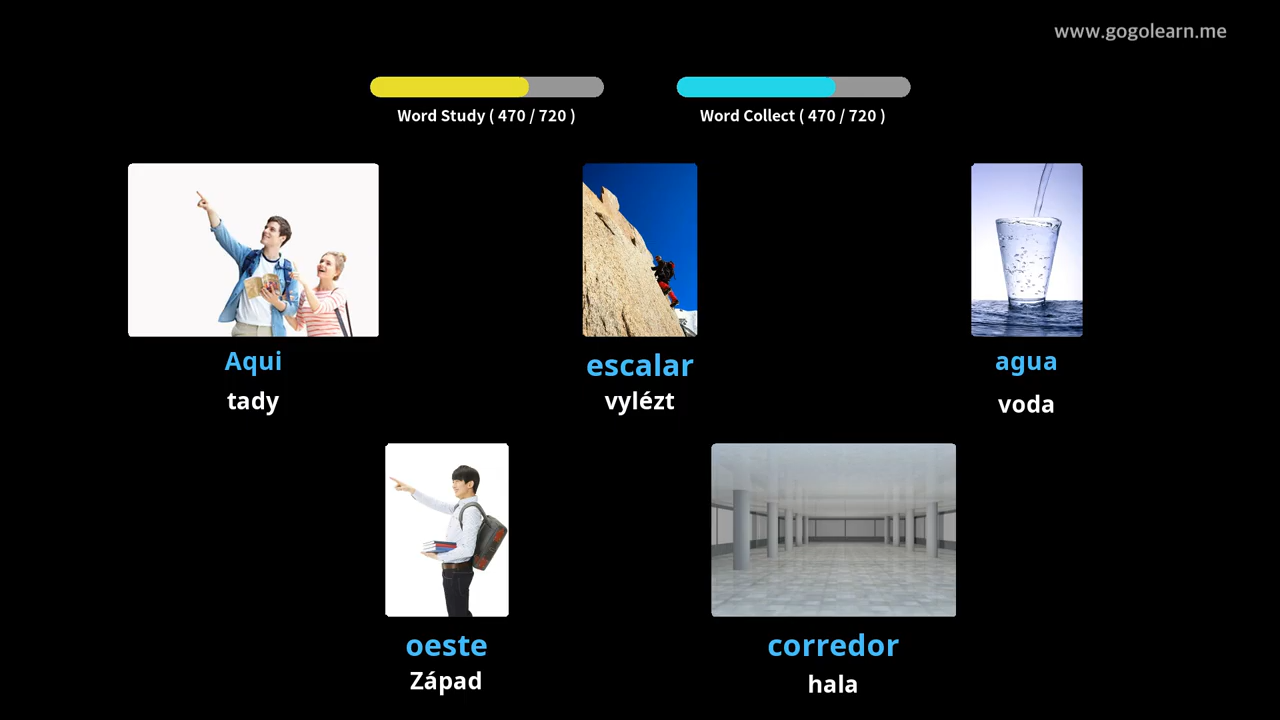 www.gogolearn.me
Word Study ( 470 / 720 )
Word Collect ( 470 / 720 )
Aqui
tady
escalar
vylézt
agua
voda
oeste
Západ
corredor
hala